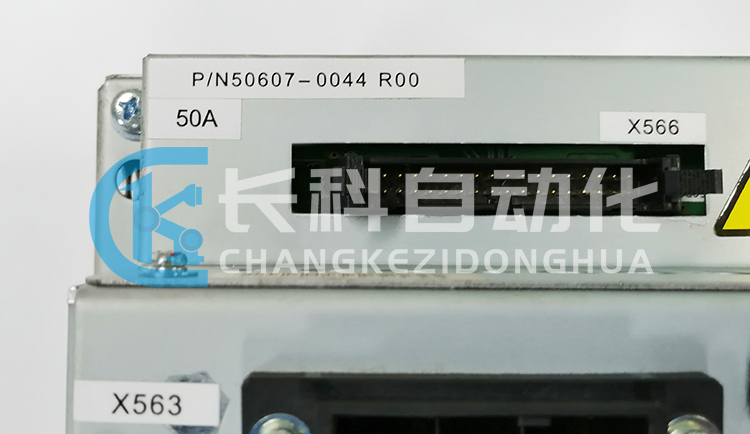 P/N50607-0044 R00
50A
X566
长科自动化
CHANGKEZIDONGHUA
X563